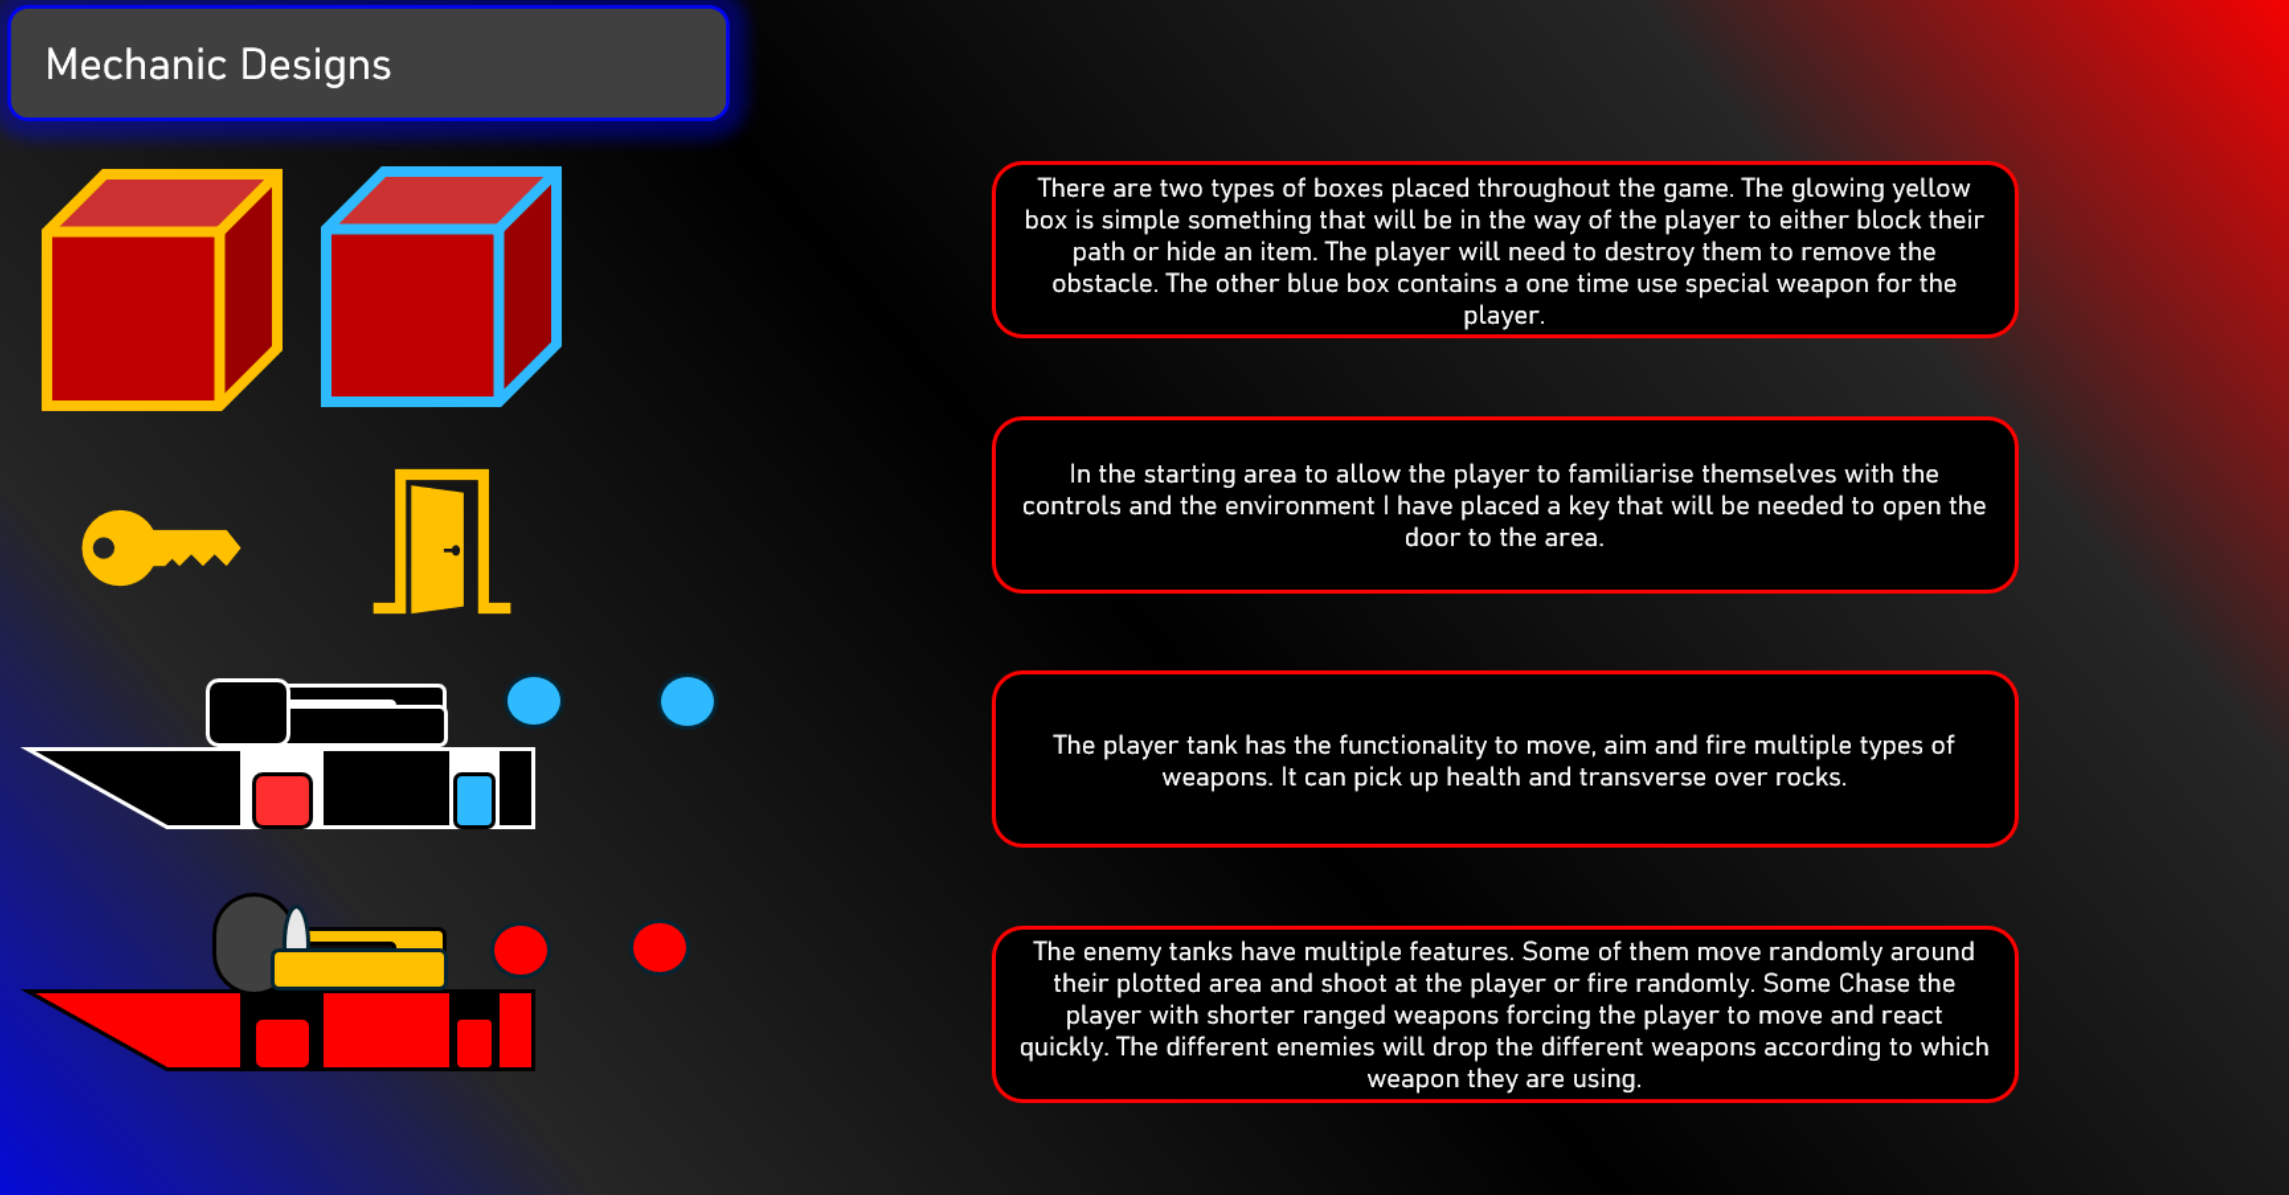 Mechanic Designs
There are two types of boxes placed throughout the game. The glowing yellow
box is simple something that will be in the way of the player to either block their
path or hide an item. The player will need to destroy them to remove the
obstacle. The other blue box contains a one time use special weapon for the
player.
In the starting area to allow the player to familiarise themselves with the
controls and the environment I have placed a key that will be needed to open the
door to the area.
The player tank has the functionality to move, aim and fire multiple types of
weapons. It can pick up health and transverse over rocks.
The enemy tanks have multiple features. Some of them move randomly around
their plotted area and shoot at the player or fire randomly. Some Chase the
player with shorter ranged weapons forcing the player to move and react
quickly. The different enemies will drop the different weapons according to which
weapon they are using.